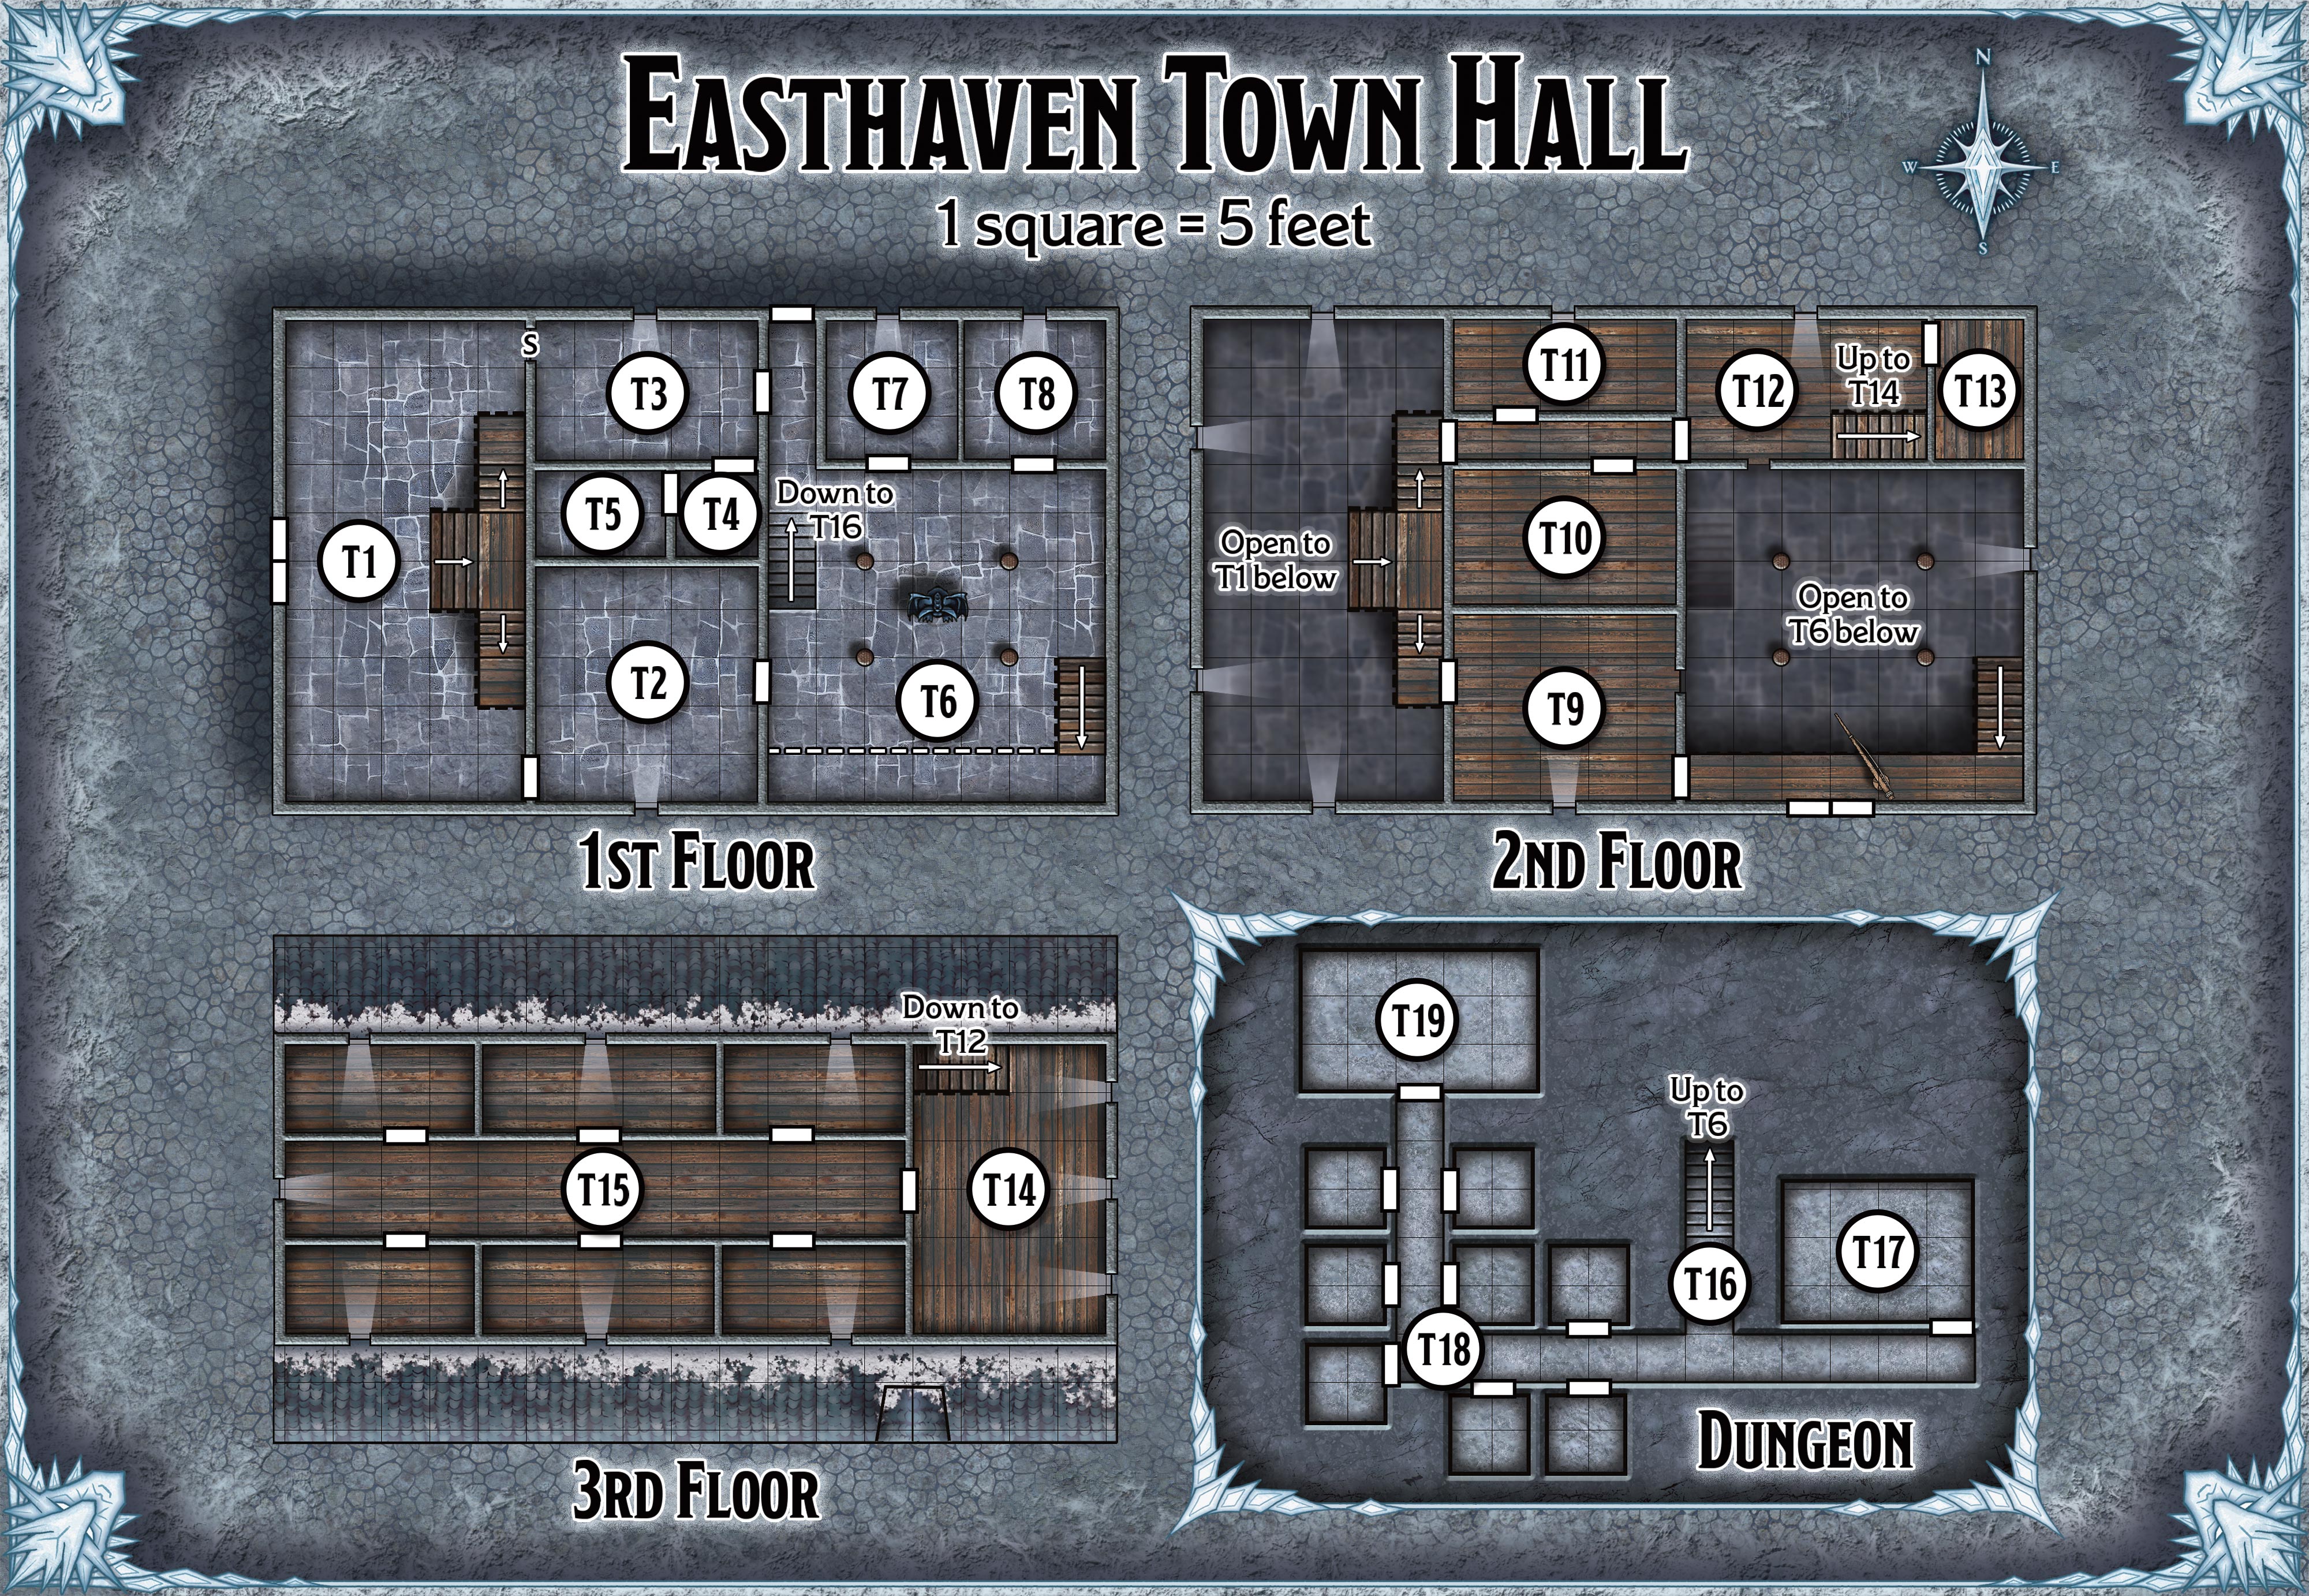 EASTHAVEN TOWN HALL
1 square = 5 feet
N
W
E
S
S
T3
T7
T8
T5
T4
Down to
T16
T1
T2
T6
1ST FLOOR
T11
T12
Up to
T14
T13
T10
Open to
T1 below
Open to
T6 below
T9
2ND FLOOR
Down to
T12
T15
T14
3RD FLOOR
T19
Up to
T6
T16
T17
T18
DUNGEON